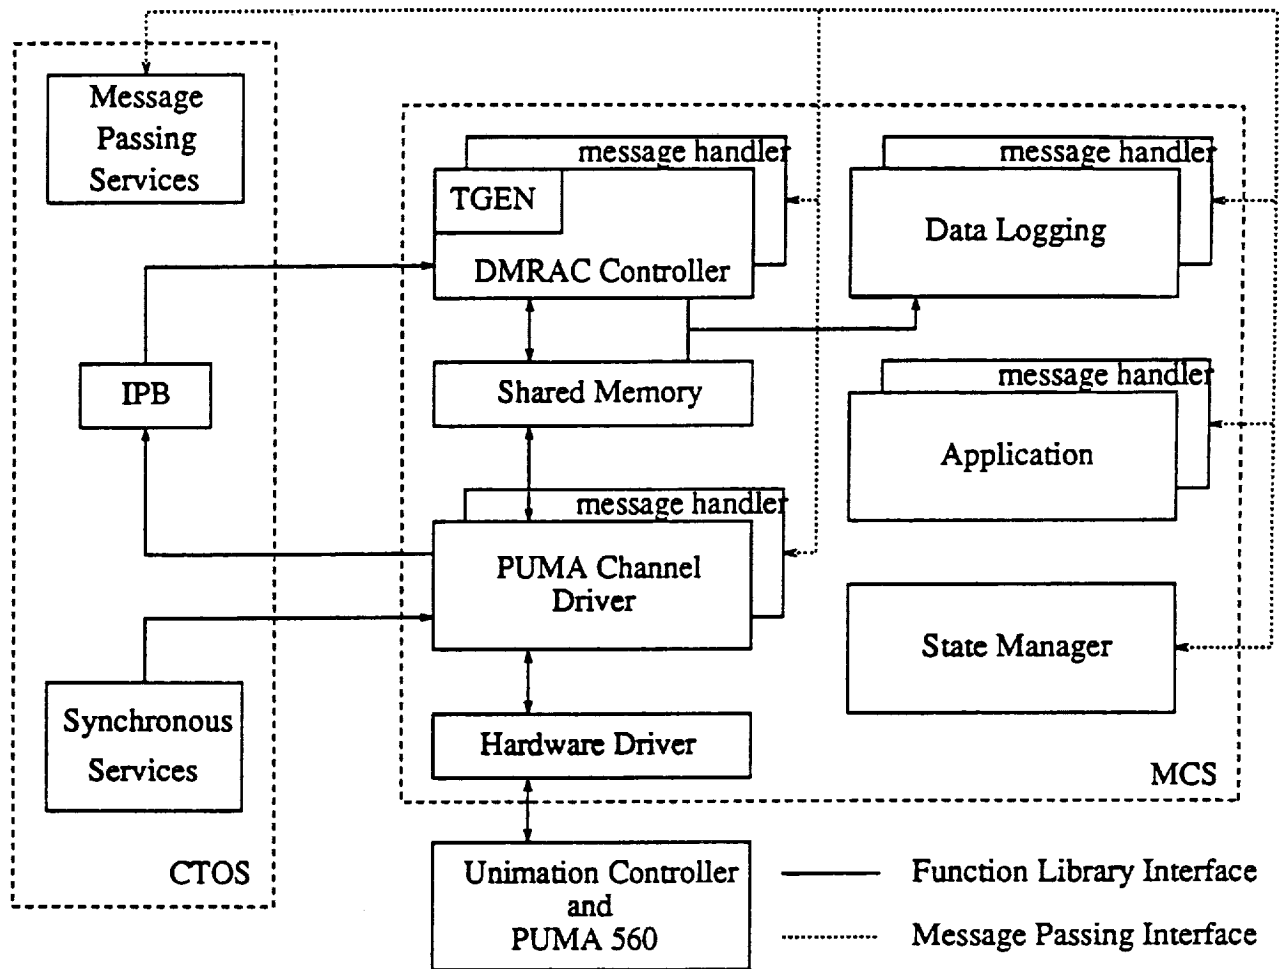 Message
Passing
Services
message handler
TGEN
DMRAC Controller
message handler
Data Logging
IPB
Shared Memory
message handler
Application
message handler
PUMA Channel
Driver
State Manager
Synchronous
Services
Hardware Driver
MCS
CTOS
Unimation Controller
and
PUMA 560
Function Library Interface
Message Passing Interface